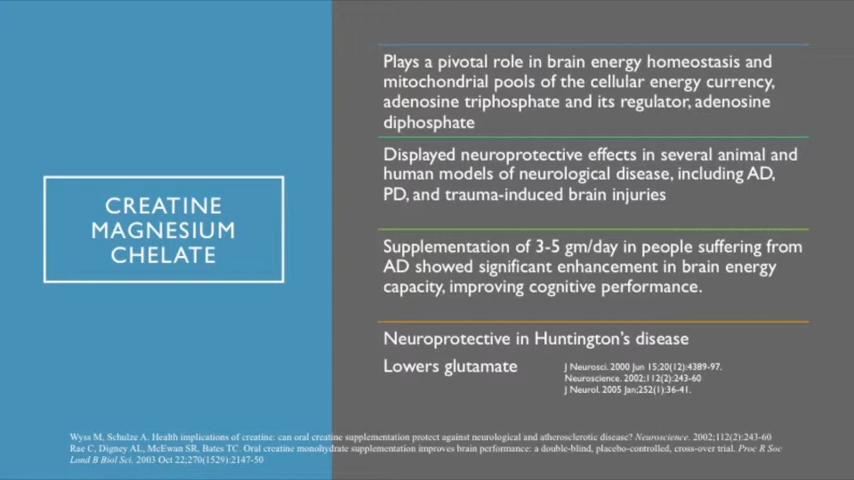 CREATINE
MAGNESIUM
CHELATE
Plays a pivotal role in brain energy homeostasis and
mitochondrial pools of the cellular energy currency,
adenosine triphosphate and its regulator, adenosine
diphosphate
Displayed neuroprotective effects in several animal and
human models of neurological disease, including AD,
PD, and trauma-induced brain injuries
Supplementation of 3-5 gm/day in people suffering from
AD showed significant enhancement in brain energy
capacity, improving cognitive performance.
Neuroprotective in Huntington's disease
Lowers glutamate
J Neurosci. 2000 Jun 15;20(12):4389-97.
Neuroscience. 2002;112(2):243-60
J Neurol. 2005 Jan;252(1):36-41.
Wyss M, Schulze A. Health implications of creatine: can oral creatine supplementation protect against neurological and atherosclerotic disease? Neuroscience. 2002;112(2):243-60
Rae C, Digney AL, McEwan SR, Bates TC. Oral creatine monohydrate supplementation improves brain performance: a double-blind, placebo-controlled, cross-over trial. Proc R Soc
Lond B Biol Sci. 2003 Oct 22;270(1529):2147-50